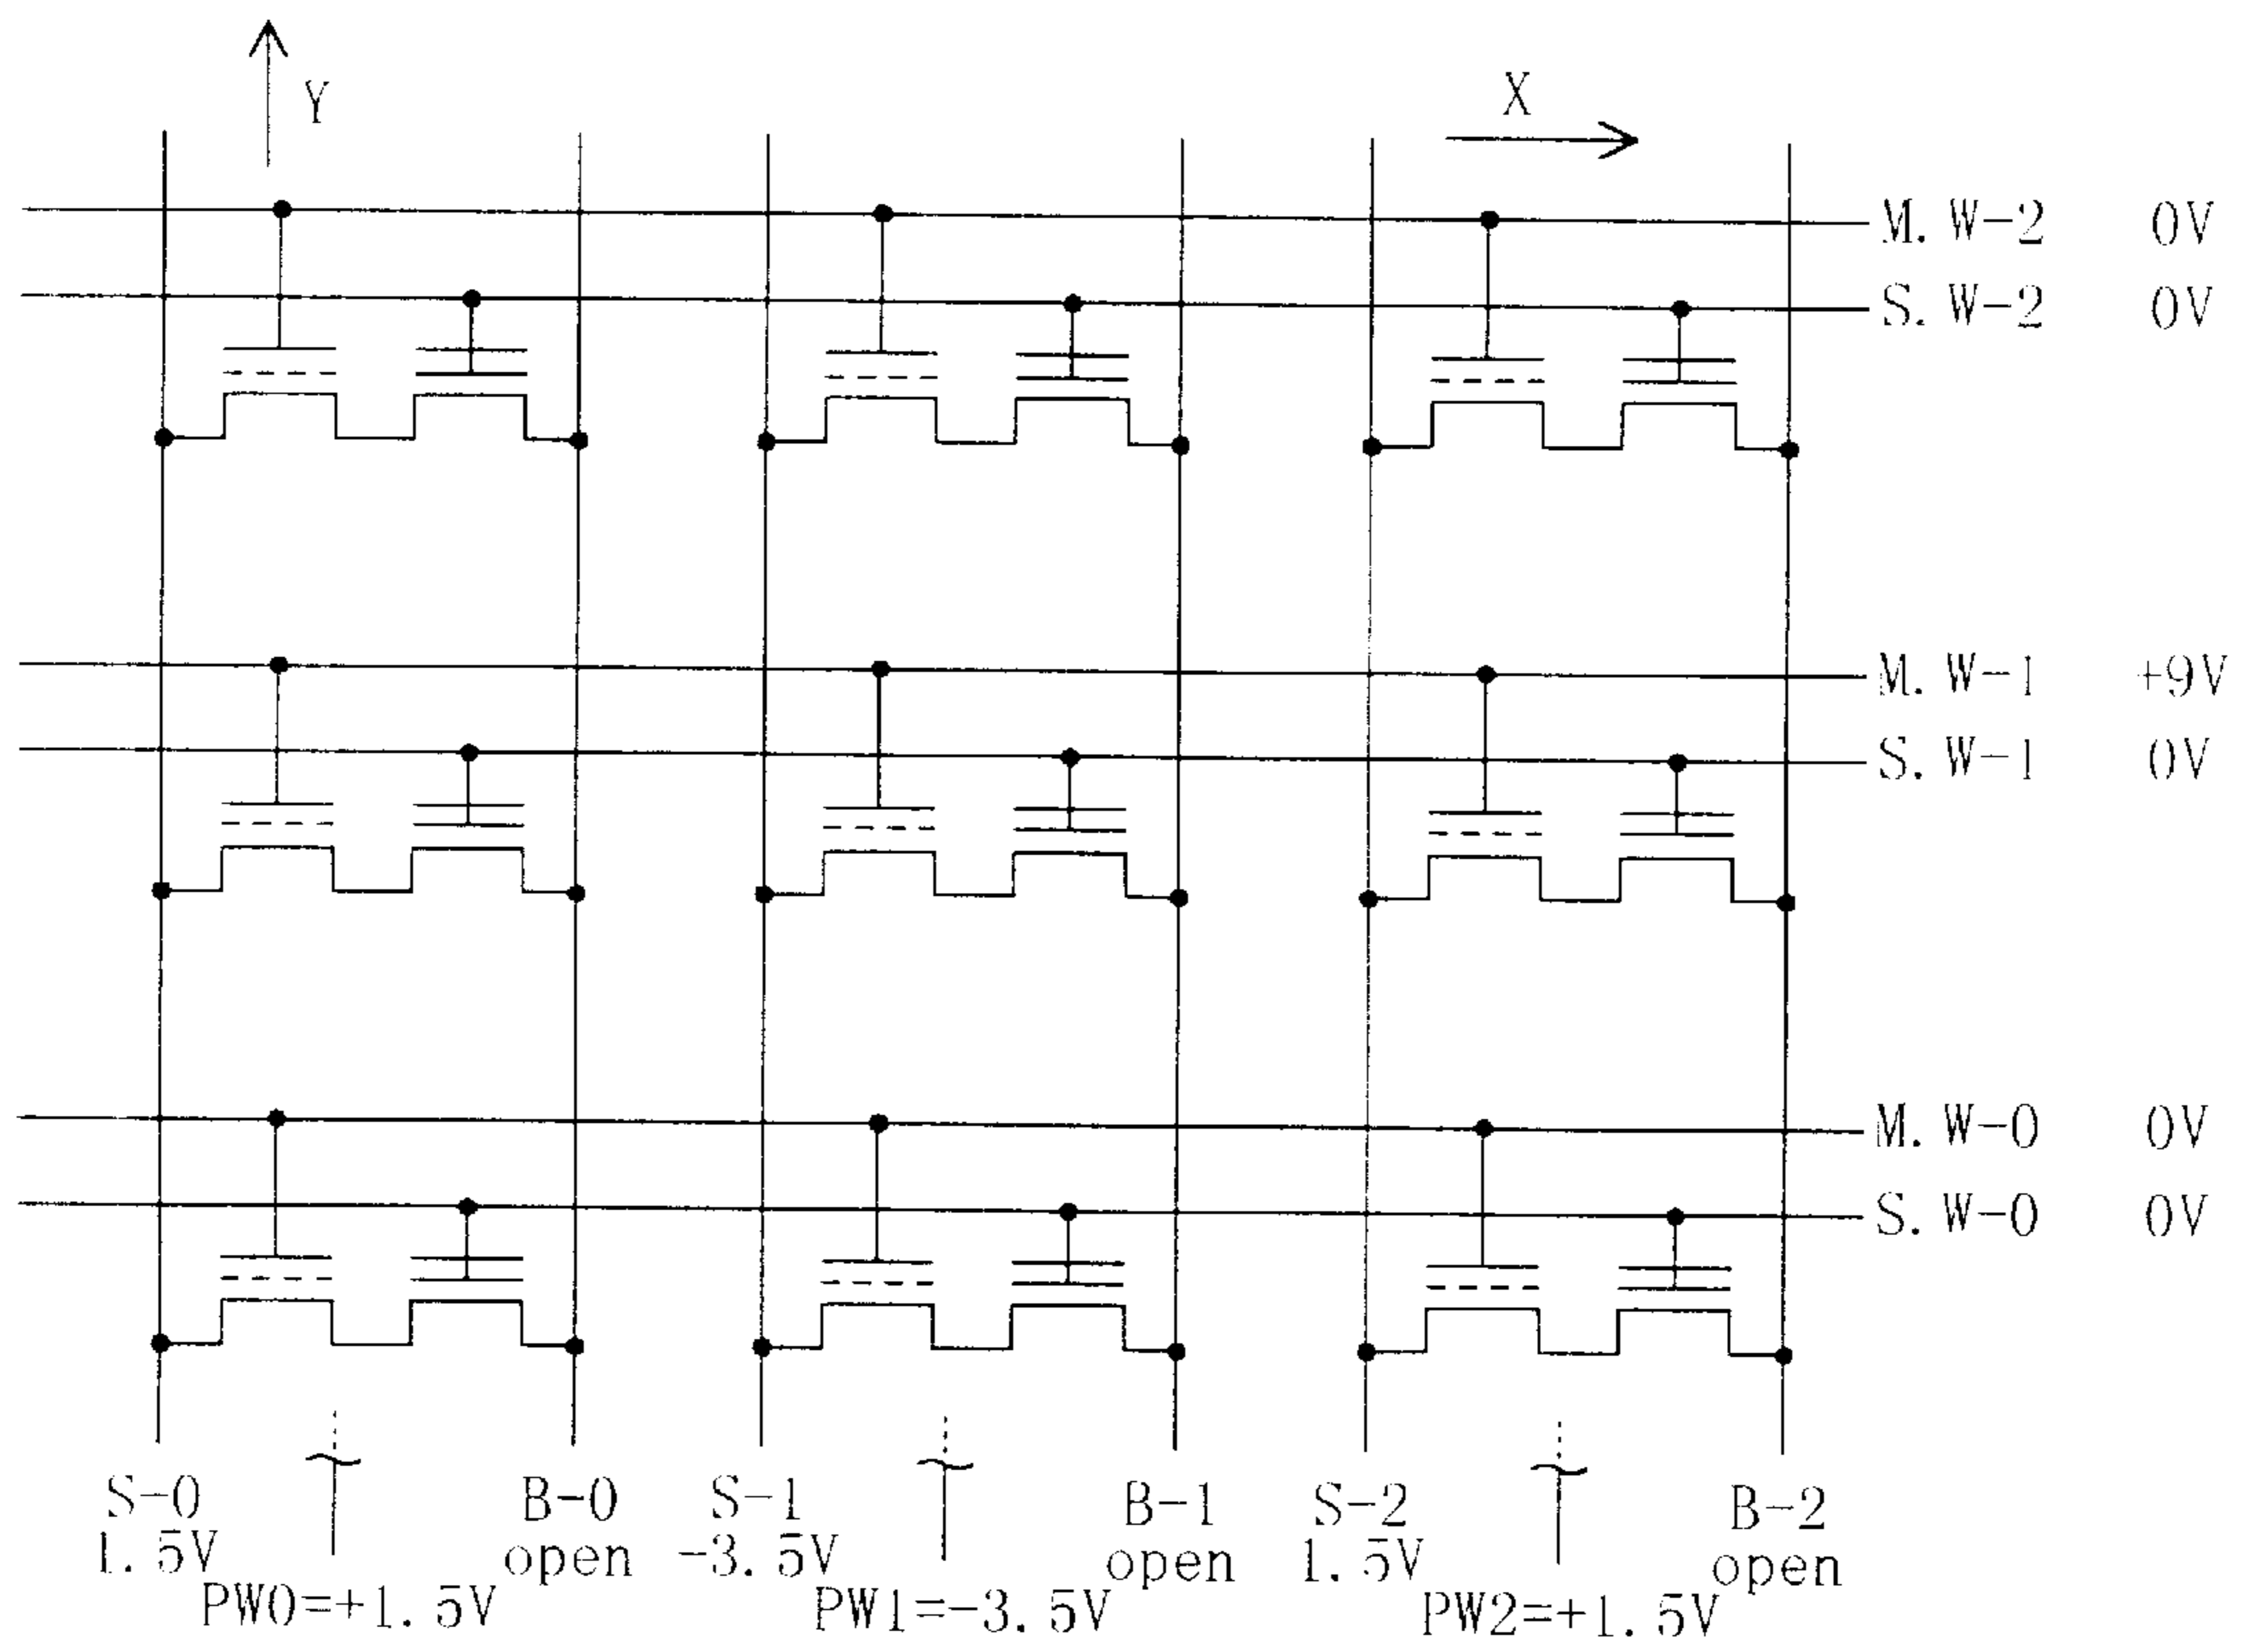 Y
X
M. W-2 0V
S. W-2 0V
M. W-1 +9V
S. W-1 0V
M. W-0 0V
S. W-0 0V
S-0 B-0 S-1 B-1 S-2 B-2
1. 5V open -3. 5V open 1. 5V open
PW0=+1. 5V PW1=-3. 5V PW2=+1. 5V